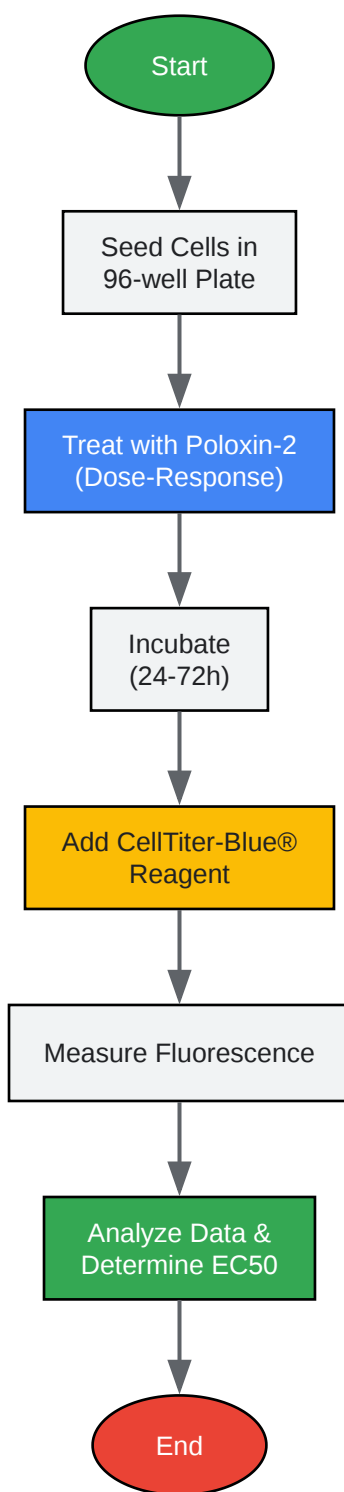 Start
Seed Cells in
96-well Plate
Treat with Poloxin-2
(Dose-Response)
Incubate
(24-72h)
Add CellTiter-Blue®
Reagent
Measure Fluorescence
Analyze Data &
Determine EC50
End